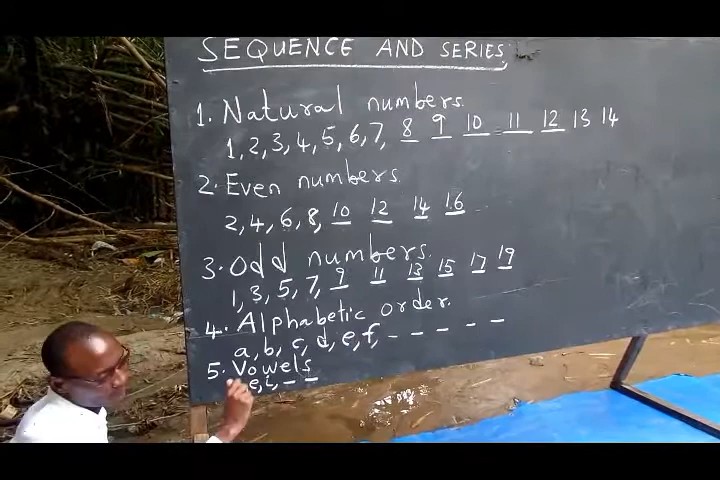 SEQUENCE AND SERIES.
1. Natural numbers.
1, 2, 3, 4, 5, 6, 7, 8 9 10 11 12 13 14
2. Even numbers.
2, 4, 6, 8, 10 12 14 16
3. Odd numbers.
1, 3, 5, 7, 9 11 13 15 17 19
4. Alphabetic order.
a, b, c, d, e, f, _ _ _ _ _
5. Vowels
e, i, _ _